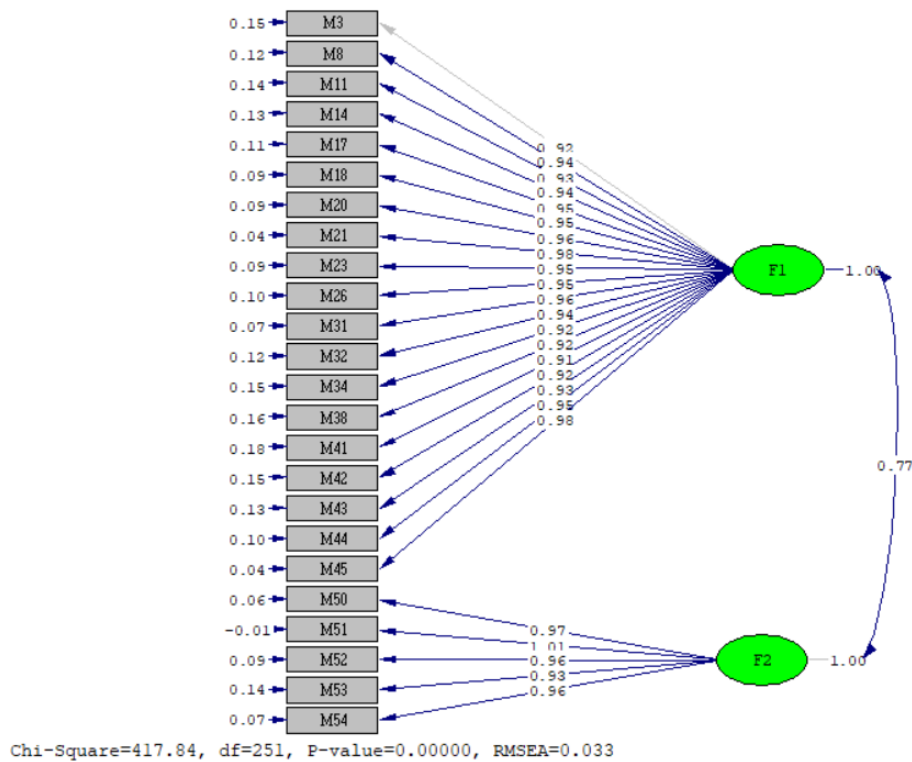 0.15 M3
0.12 M8
0.14 M11
0.13 M14
0.11 M17
0.09 M18
0.09 M20
0.04 M21
0.09 M23
0.10 M26
0.07 M31
0.12 M32
0.15 M34
0.16 M38
0.18 M41
0.15 M42
0.13 M43
0.10 M44
0.04 M45
0.06 M50
-0.01 M51
0.09 M52
0.14 M53
0.07 M54
0.92
0.94
0.93
0.94
0.95
0.95
0.96
0.98
0.95
0.95
0.96
0.94
0.92
0.92
0.91
0.92
0.93
0.95
0.98
0.97
1.01
0.96
0.93
0.96
F1 1.00
0.77
F2 1.00
Chi-Square=417.84, df=251, P-value=0.00000, RMSEA=0.033